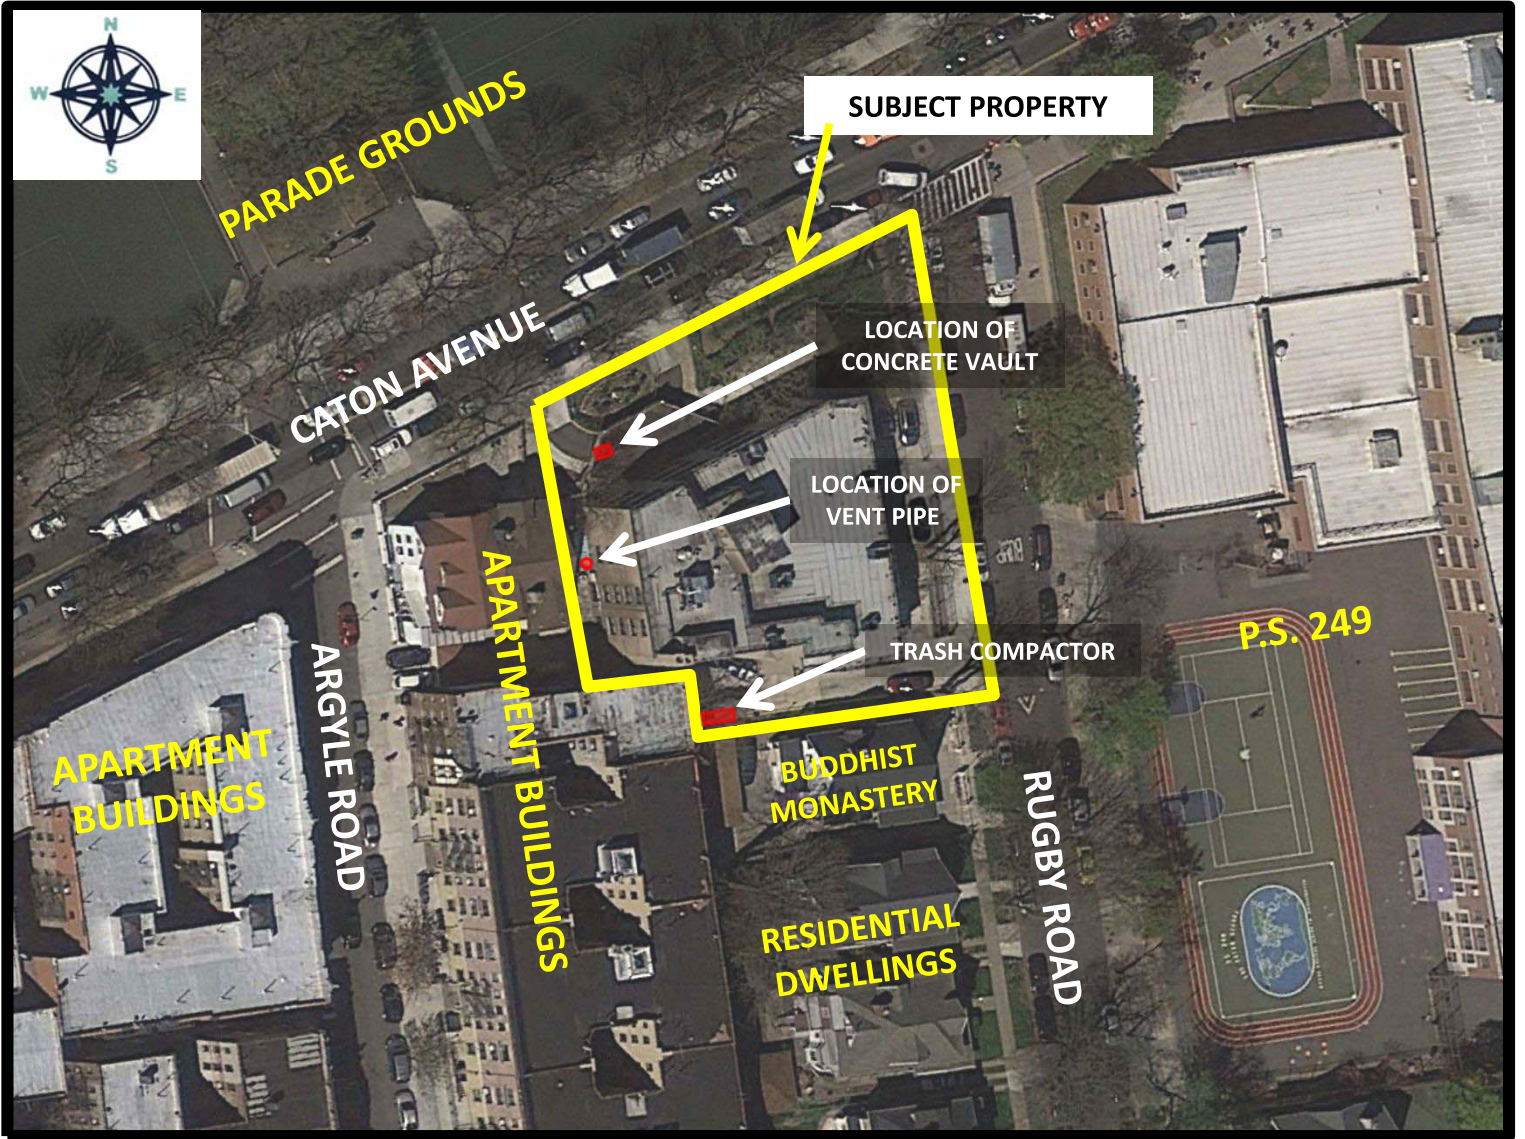 N
W
E
S
PARADE GROUNDS
SUBJECT PROPERTY
CATON AVENUE
LOCATION OF
CONCRETE VAULT
LOCATION OF
VENT PIPE
TRASH COMPACTOR
P.S. 249
APARTMENT
BUILDINGS
ARGYLE ROAD
APARTMENT BUILDINGS
BUDDHIST
MONASTERY
RUGBY ROAD
RESIDENTIAL
DWELLINGS
BUMP